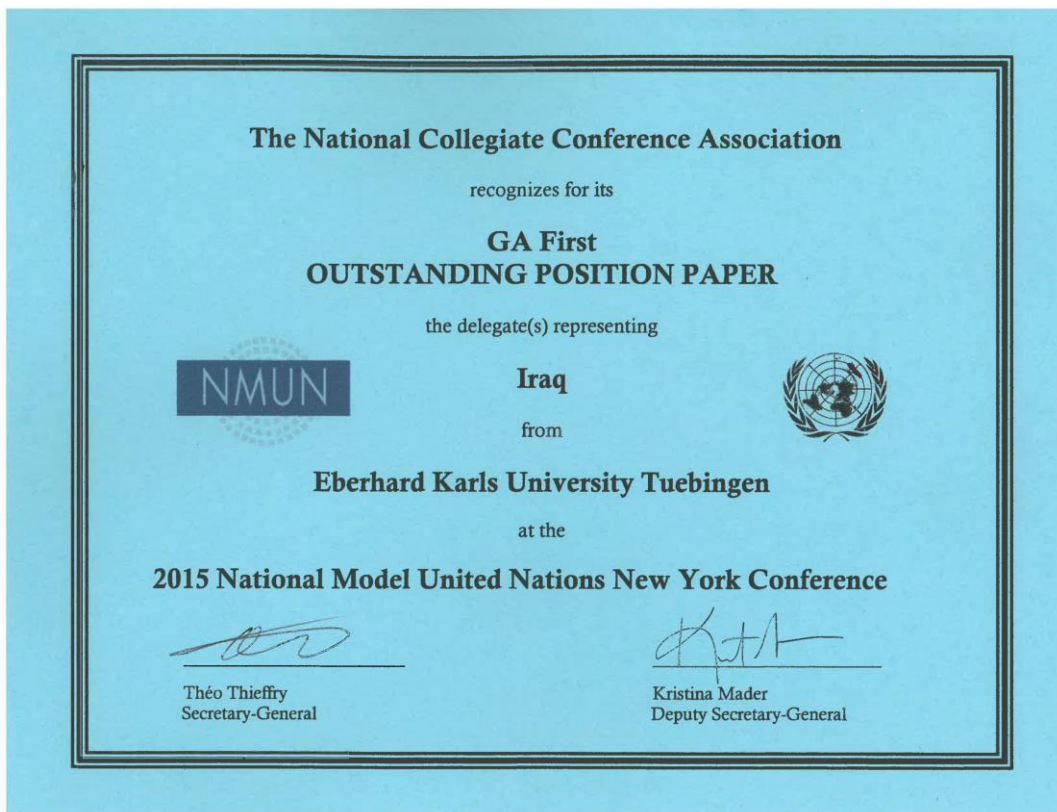 The National Collegiate Conference Association
recognizes for its
GA First
OUTSTANDING POSITION PAPER
the delegate(s) representing
NMUN
Iraq
from
Eberhard Karls University Tuebingen
at the
2015 National Model United Nations New York Conference
Théo Thieffry
Secretary-General
Kristina Mader
Deputy Secretary-General